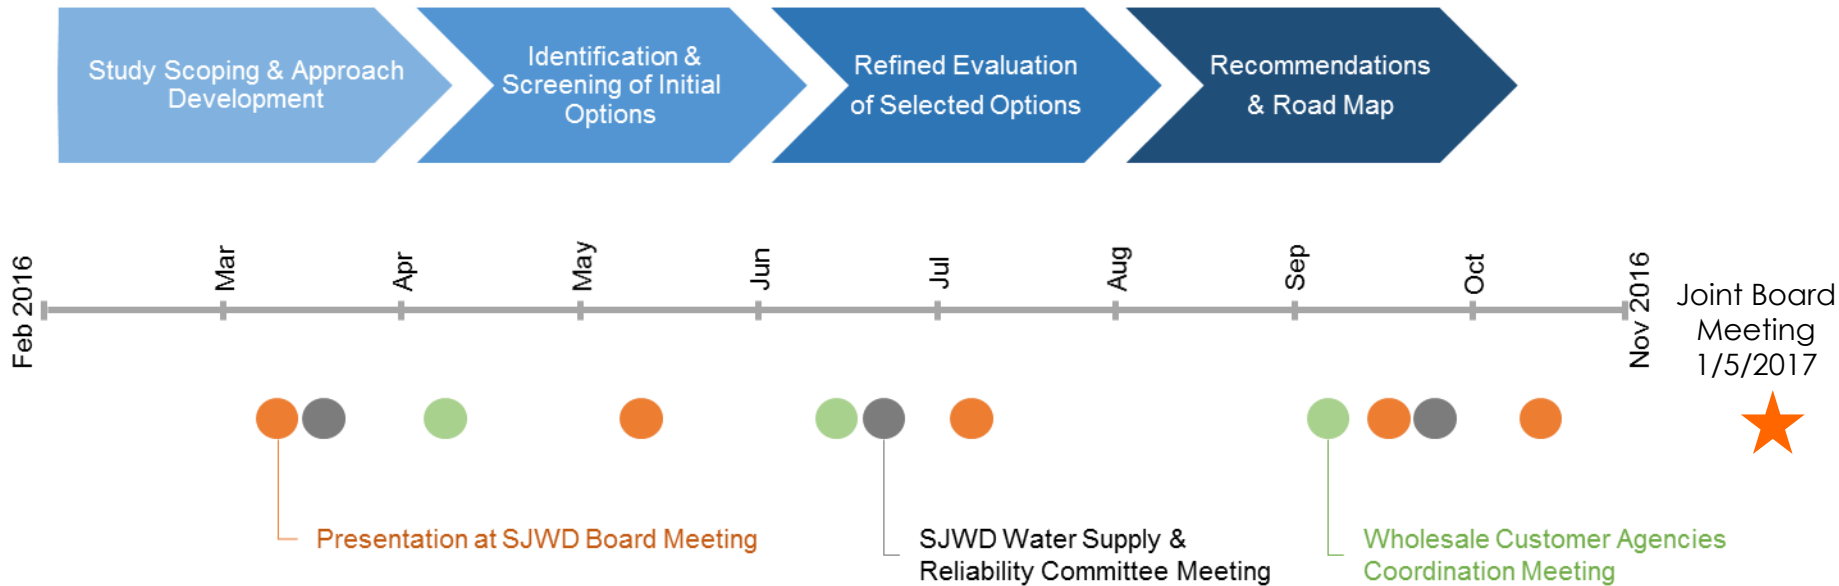 Study Scoping & Approach
Development
Identification &
Screening of Initial
Options
Refined Evaluation
of Selected Options
Recommendations
& Road Map
Feb 2016
Mar
Apr
May
Jun
Jul
Aug
Sep
Oct
Nov 2016
Joint Board
Meeting
1/5/2017
Presentation at SJWD Board Meeting
SJWD Water Supply &
Reliability Committee Meeting
Wholesale Customer Agencies
Coordination Meeting